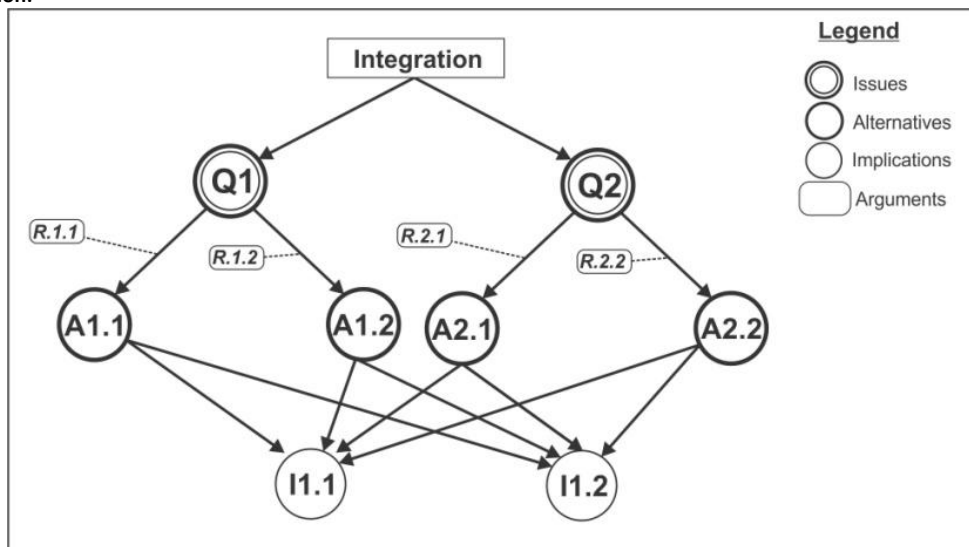 Legend
Integration
Issues
Alternatives
Implications
Arguments
Q1
Q2
R.1.1
R.1.2
R.2.1
R.2.2
A1.1
A1.2
A2.1
A2.2
I1.1
I1.2